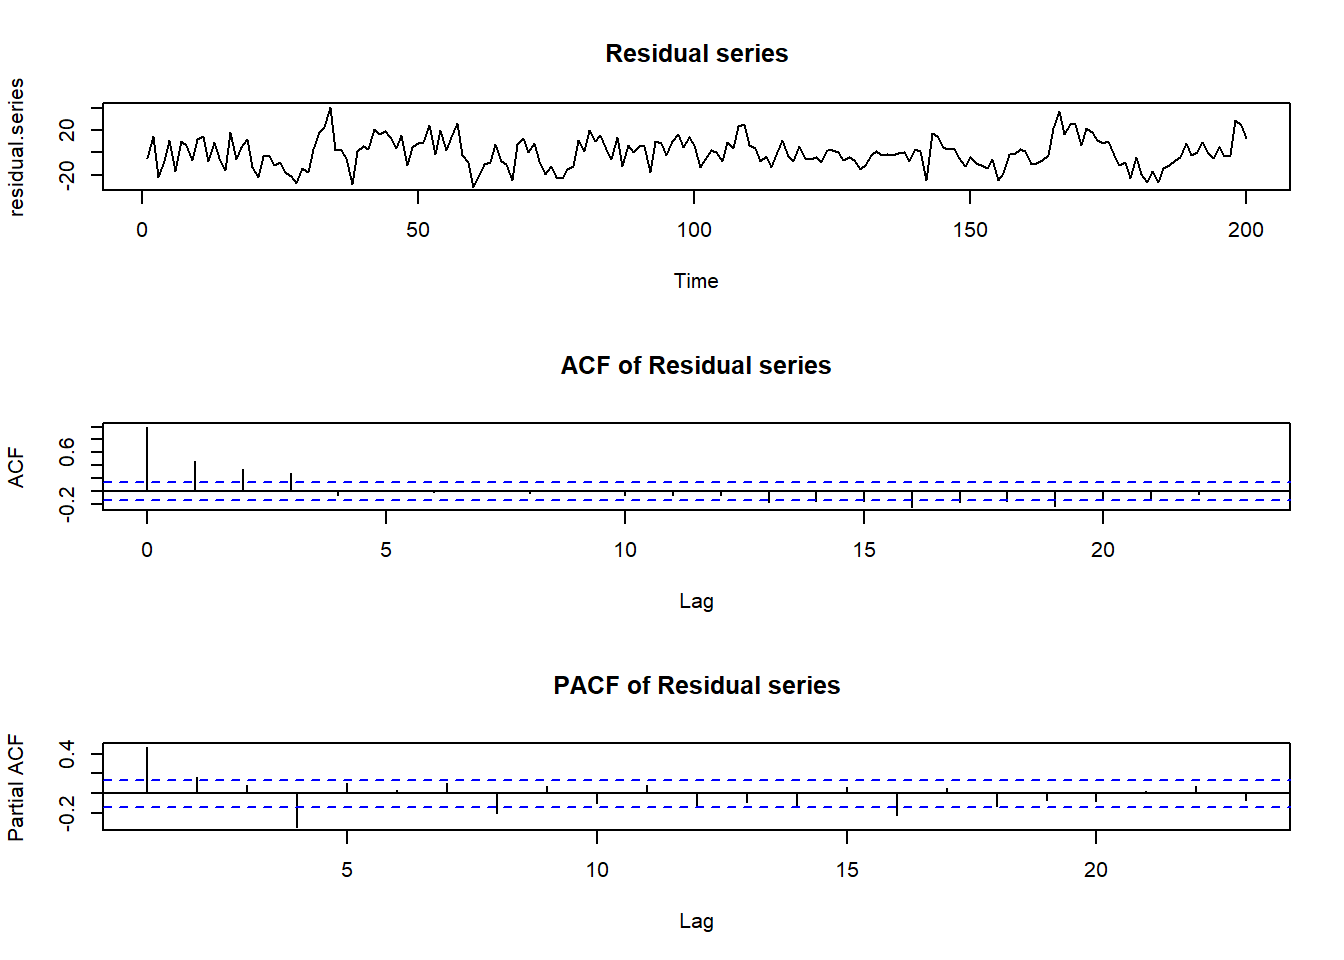 Residual series
residual.series
20
-20
0 50 100 150 200
Time
ACF of Residual series
ACF
0.6
-0.2
0 5 10 15 20
Lag
PACF of Residual series
Partial ACF
0.4
-0.2
5 10 15 20
Lag